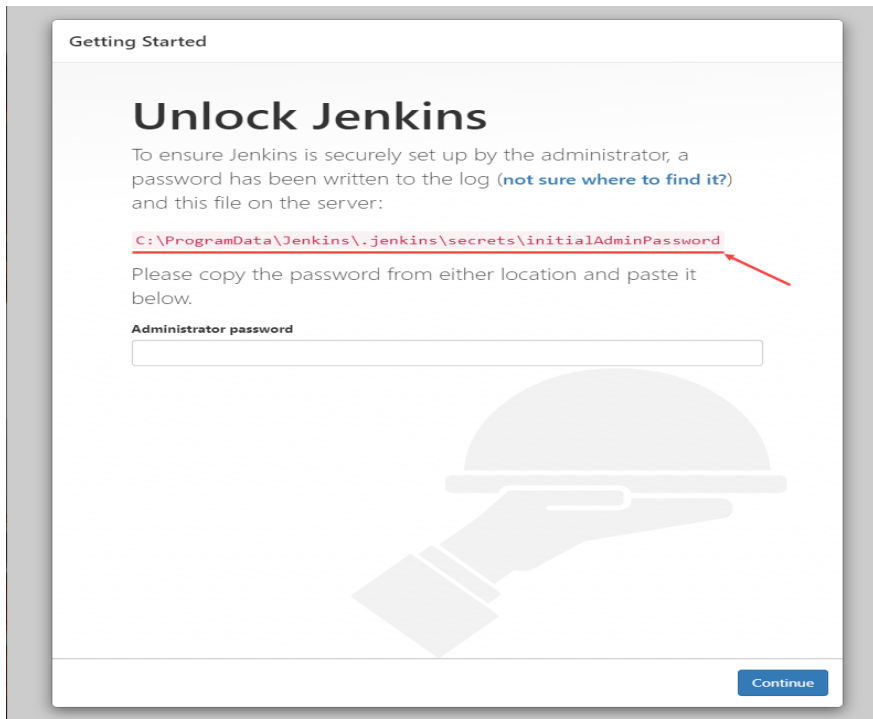 Getting Started
Unlock Jenkins
To ensure Jenkins is securely set up by the administrator, a
password has been written to the log (not sure where to find it?)
and this file on the server:
C:\ProgramData\Jenkins\.jenkins\secrets\initialAdminPassword
Please copy the password from either location and paste it
below.
Administrator password
Continue